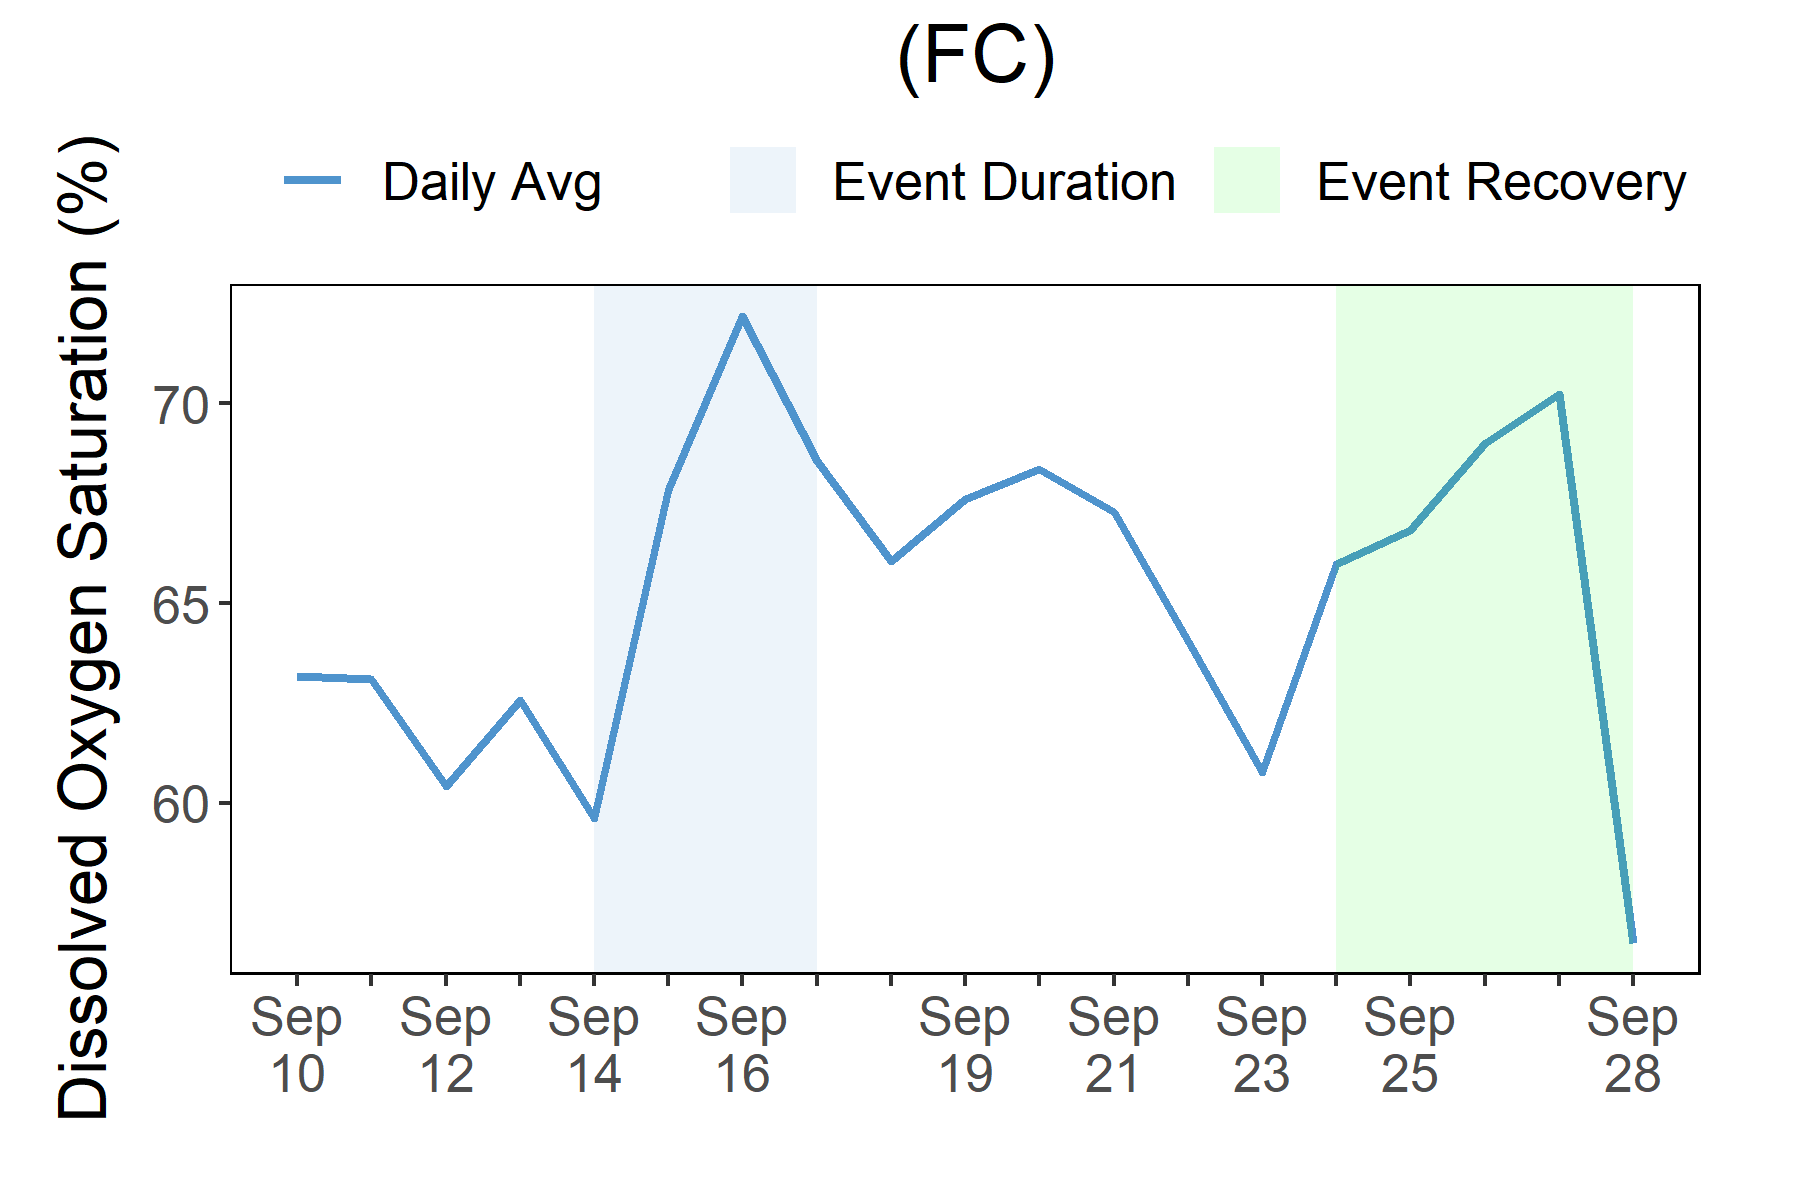 (FC)
Daily Avg
Event Duration
Event Recovery
Dissolved Oxygen Saturation (%)
70
65
60
Sep 10
Sep 12
Sep 14
Sep 16
Sep 19
Sep 21
Sep 23
Sep 25
Sep 28